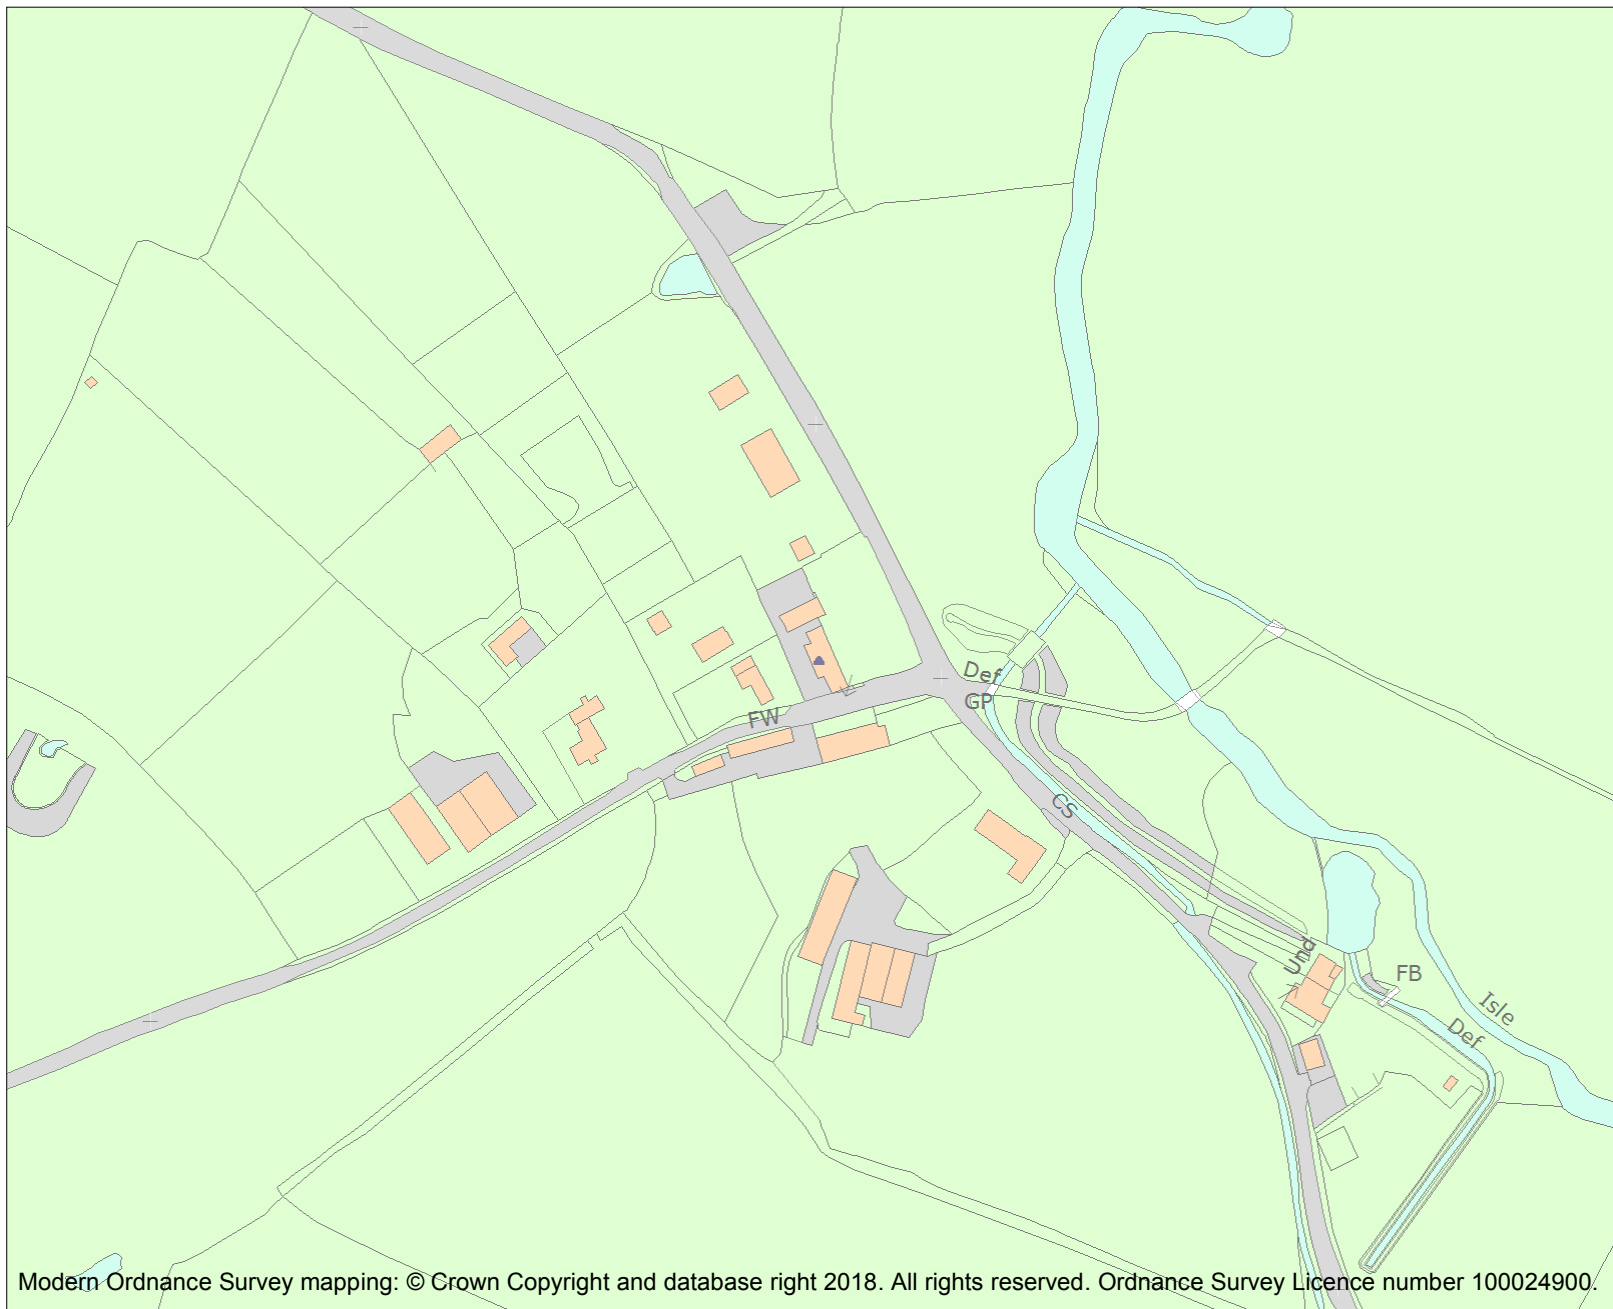 Def
GP
FW
CS
Und
FB
Isle
Def
Modern Ordnance Survey mapping: © Crown Copyright and database right 2018. All rights reserved. Ordnance Survey Licence number 100024900.